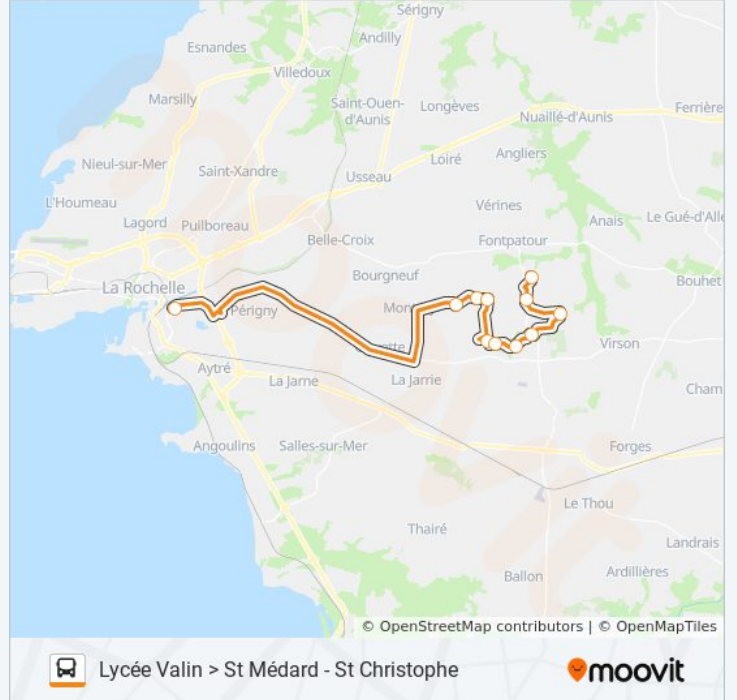 Sérigny
Andilly
Esnandes
Villedoux
Marsilly
Saint-Ouen-
d'Aunis
Longèves
Ferrière
Nuaillé-d'Aunis
Nieul-sur-Mer
Saint-Xandre
Loiré
Angliers
Usseau
L'Houmeau
Vérines
Lagord
Puilboreau
Anais
Le Gué-d'Alle
Belle-Croix
Fontpatour
Bourgneuf
Bouhet
La Rochelle
Périgny
Mon
Virson
Aytré
La Jarne
La Jarrie
Cham
Angoulins
Salles-sur-Mer
Forges
Le Thou
Thairé
Landrais
Ballon
Ardillières
© OpenStreetMap contributors | © OpenMapTiles
Lycée Valin > St Médard - St Christophe
moovit